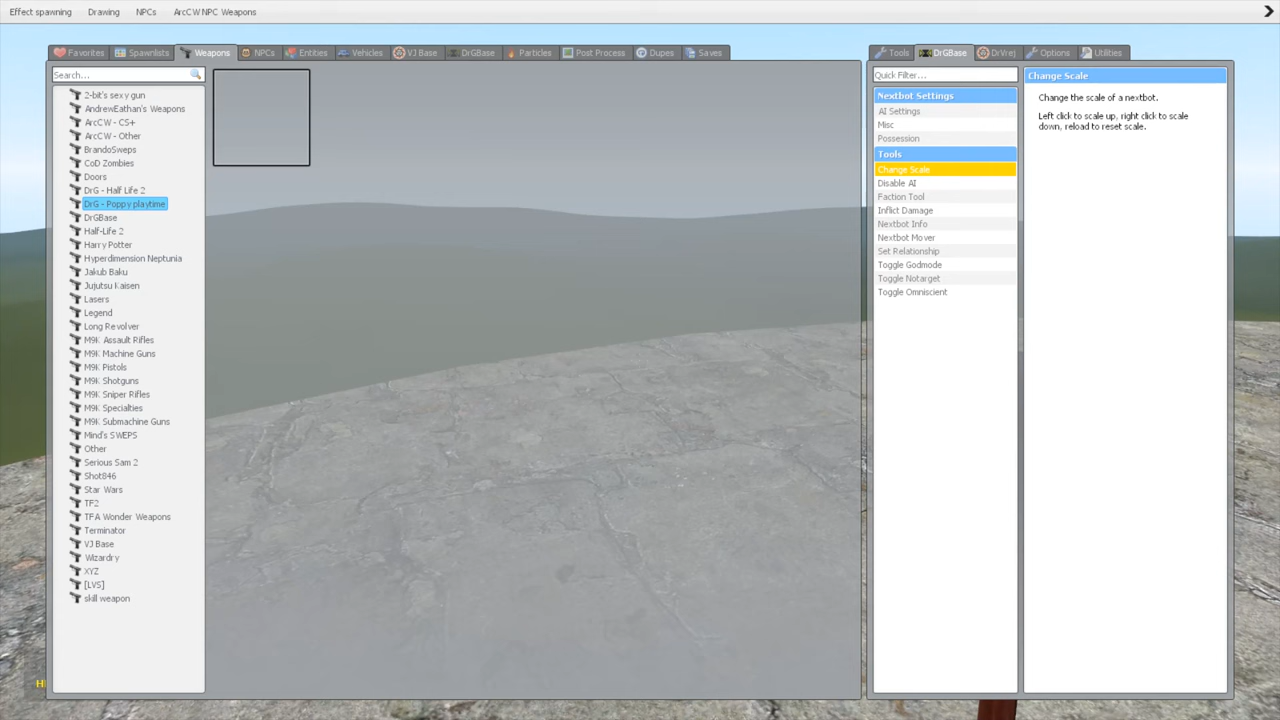 Effect spawning Drawing NPCs ArcCW NPC Weapons
Favorites Spawnlists Weapons NPCs Entities Vehicles VJ Base DrGBase Particles Post Process Dupes Saves
Search...
2-bit's sexy gun
AndrewEathan's Weapons
ArcCW - CS+
ArcCW - Other
BrandoSweps
CoD Zombies
Doors
DrG - Half Life 2
DrG - Poppy playtime
DrGBase
Half-Life 2
Harry Potter
Hyperdimension Neptunia
Jakub Baku
Jujutsu Kaisen
Lasers
Legend
Long Revolver
M9K Assault Rifles
M9K Machine Guns
M9K Pistols
M9K Shotguns
M9K Sniper Rifles
M9K Specialties
M9K Submachine Guns
Mind's SWEPS
Other
Serious Sam 2
Shot846
Star Wars
TF2
TFA Wonder Weapons
Terminator
VJ Base
Wizardry
XYZ
[LVS]
skill weapon
Tools DrGBase DrVrej Options Utilities
Quick Filter...
Nextbot Settings
AI Settings
Misc
Possession
Tools
Change Scale
Disable AI
Faction Tool
Inflict Damage
Nextbot Info
Nextbot Mover
Set Relationship
Toggle Godmode
Toggle Notarget
Toggle Omniscient
Change Scale
Change the scale of a nextbot.
Left click to scale up, right click to scale
down, reload to reset scale.